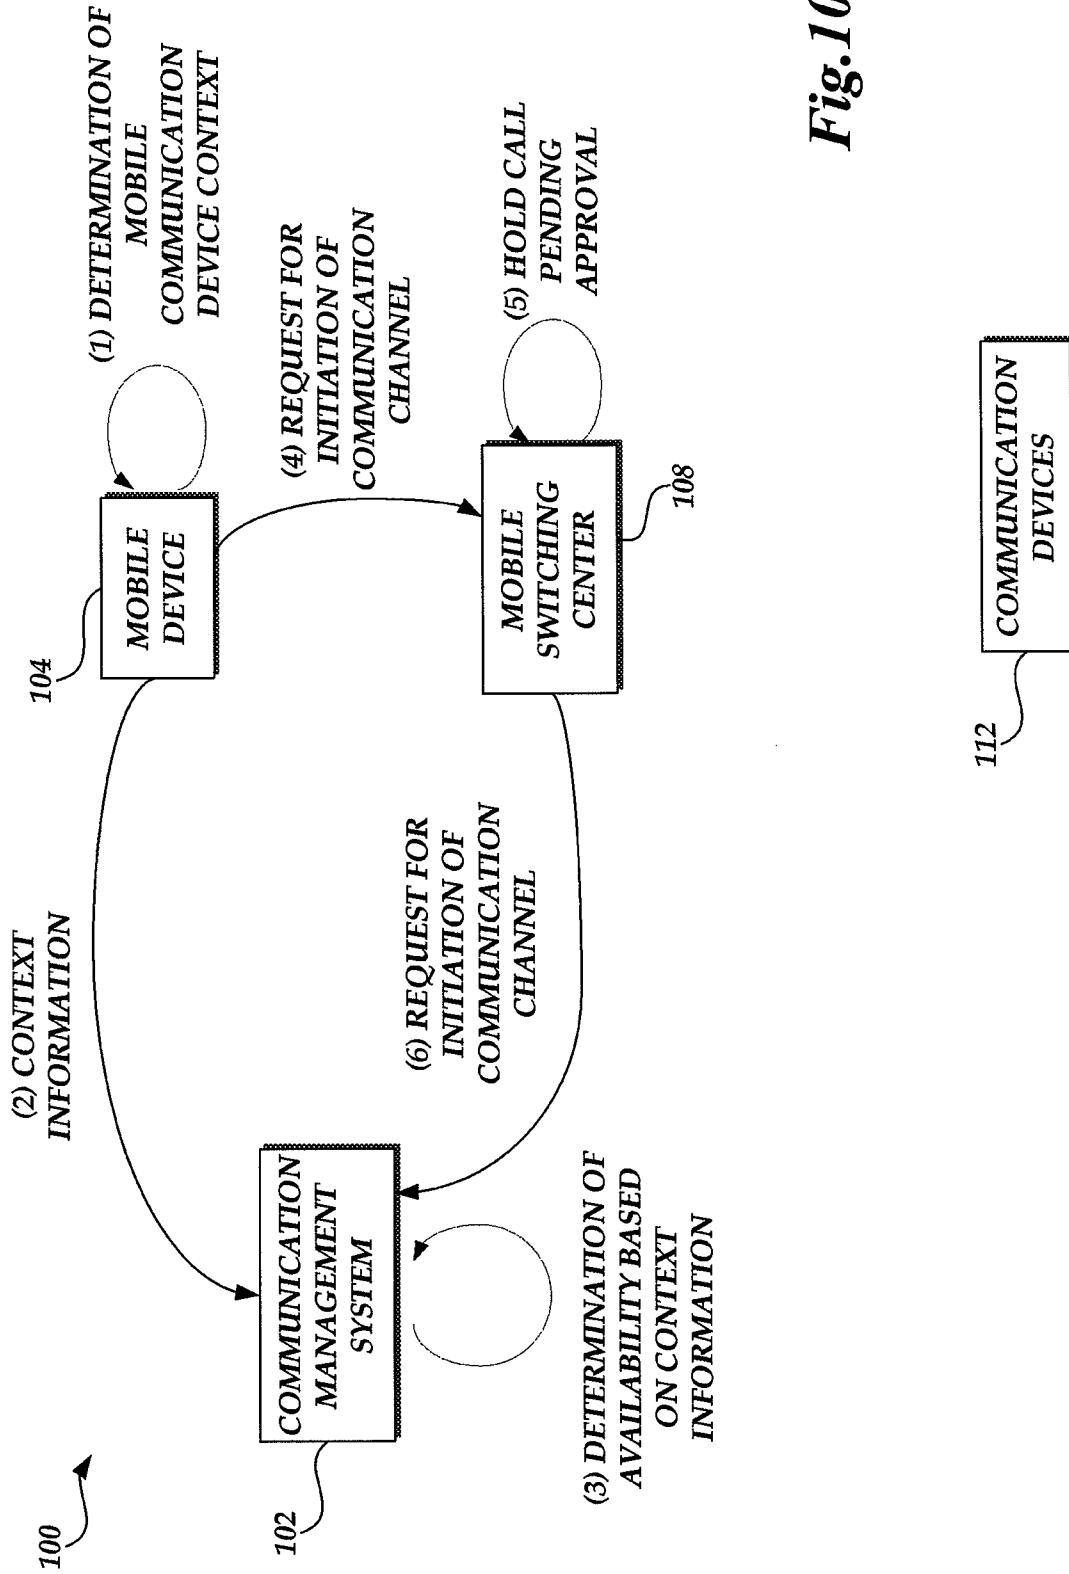 100
(2) CONTEXT
INFORMATION
104
MOBILE
DEVICE
(1) DETERMINATION OF
MOBILE
COMMUNICATION
DEVICE CONTEXT
(4) REQUEST FOR
INITIATION OF
COMMUNICATION
CHANNEL
102
COMMUNICATION
MANAGEMENT
SYSTEM
(6) REQUEST FOR
INITIATION OF
COMMUNICATION
CHANNEL
MOBILE
SWITCHING
CENTER
108
(5) HOLD CALL
PENDING
APPROVAL
(3) DETERMINATION OF
AVAILABILITY BASED
ON CONTEXT
INFORMATION
112
COMMUNICATION
DEVICES
Fig.10